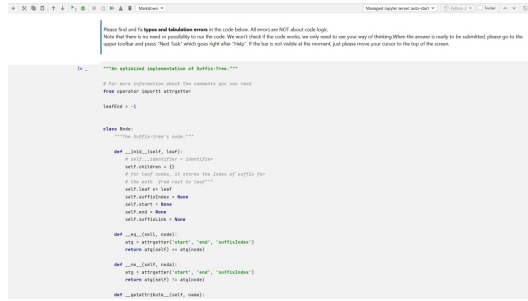 Markdown
Managed Jupyter server: auto-start
Python 3
Trusted
Please find and fix typos and tabulation errors in the code below. All errors are NOT about code logic.
Note that there is no need or possibility to run the code. We won't check if the code works, we only need to see your way of thinking.When the answer is ready to be submitted, please go to the
upper toolbar and press "Next Task" which goes right after "Help". If the bar is not visible at the moment, just please move your cursor to the top of the screen.
In _
"""An optimized implementation of Suffix-Tree."""
# For more information about the comments you can read
from operator importt attrgetter
leafEnd = -1
class Node:
"""The Suffix-tree's node."""
def __inid__(self, leaf):
# self.__identifier = identifier
self.children = {}
# for leaf nodes, it stores the index of suffix for
# the path from root to leaf"""
self.leaf = leaf
self.suffixIndex = None
self.start = None
self.end = None
self.suffixLink = None
def __eq__(sell, node):
atg = attrgetter('start', 'end', 'suffixIndex')
return atg(self) == atg(node)
def __ne__(self, node):
atg = attrgetter('start', 'end', 'suffixIndex')
return atg(self) != atg(node)
def __getattribute__(self, name):